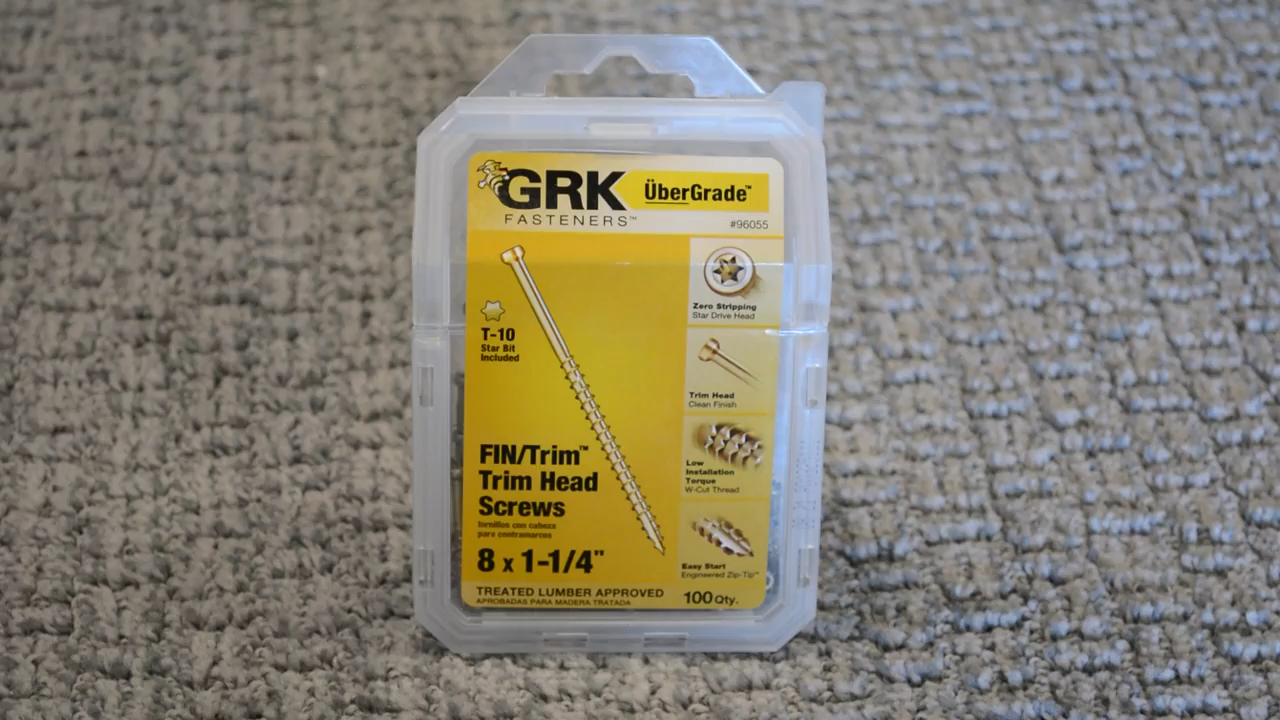 GRK
FASTENERS™
ÜberGrade™
#96055
T-10
Star Bit
Included
Zero Stripping
Star Drive Head
Trim Head
Clean Finish
Low
Installation
Torque
W-Cut Thread
Easy Start
Engineered Zip-Tip™
FIN/Trim™
Trim Head
Screws
tornillos con cabeza
para contramarcos
8 x 1-1/4"
TREATED LUMBER APPROVED
APROBADAS PARA MADERA TRATADA
100 Qty.